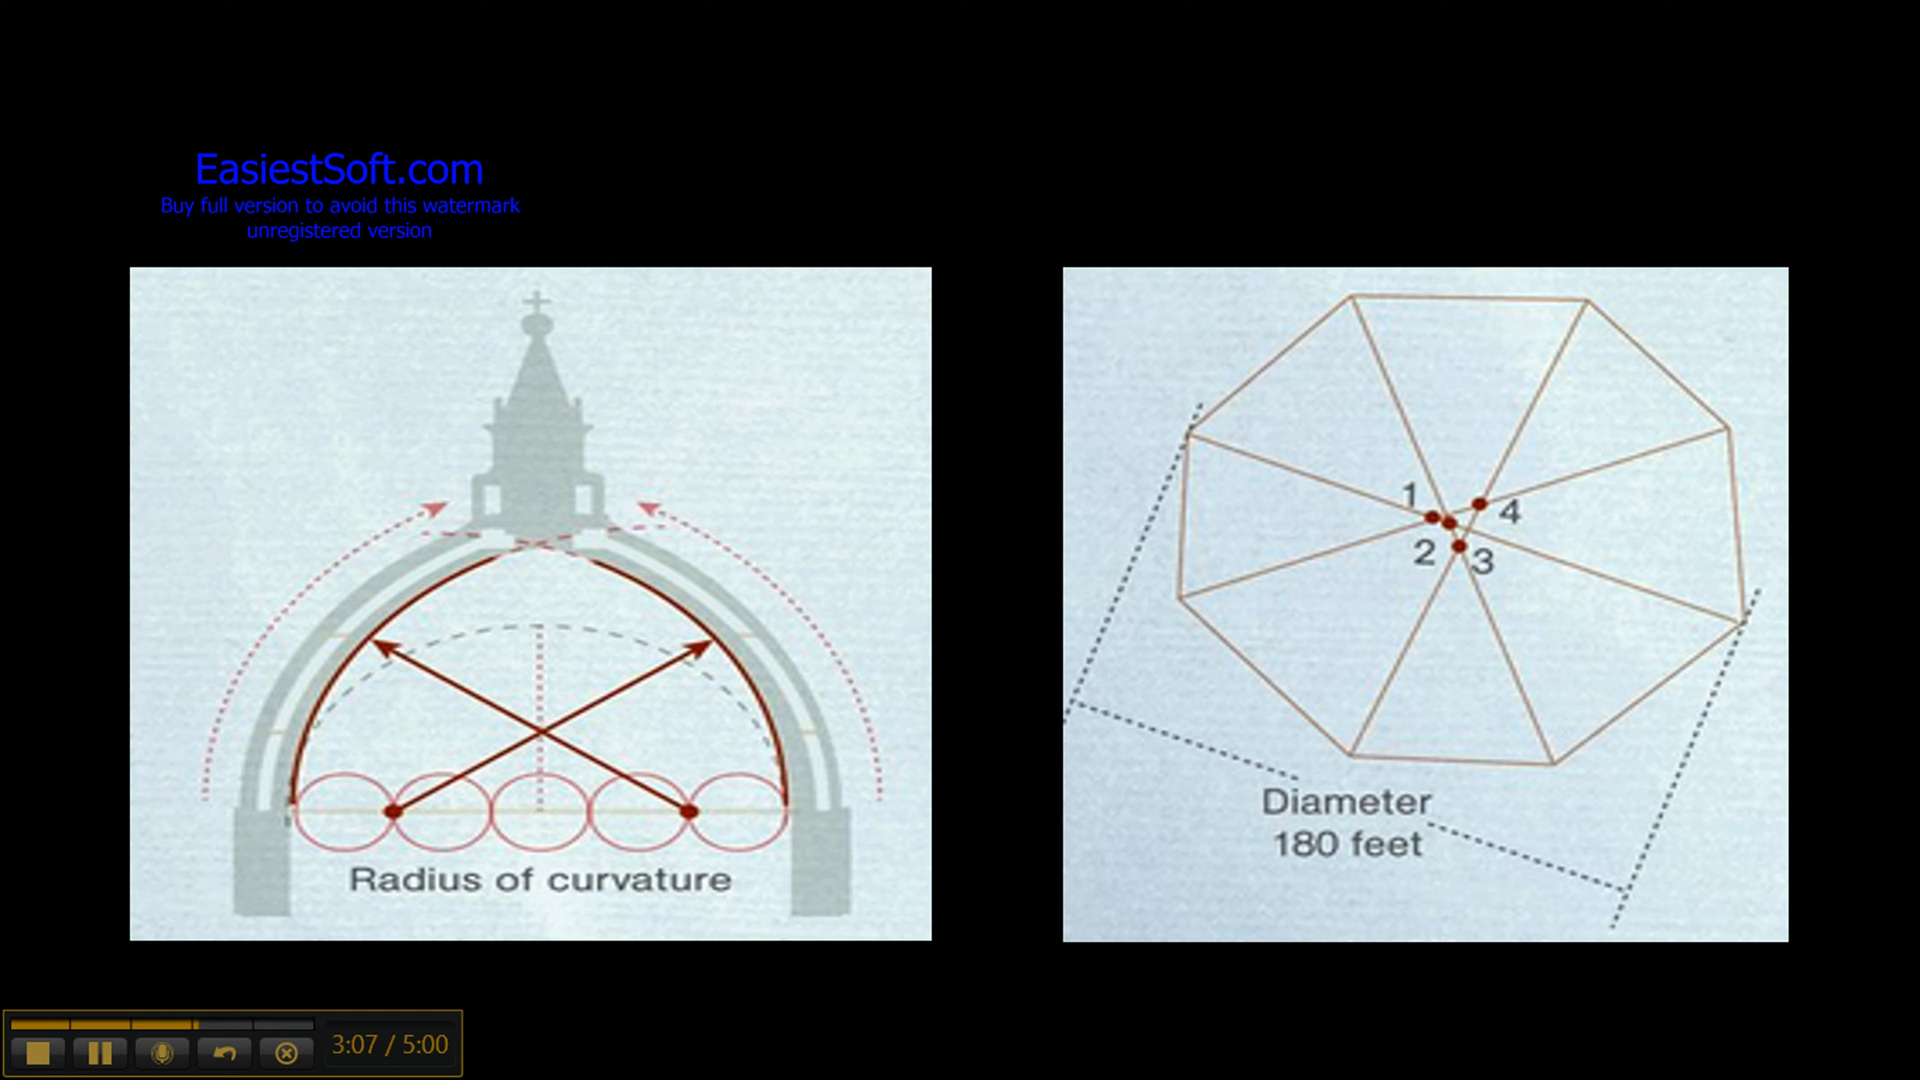 EasiestSoft.com
Buy full version to avoid this watermark
unregistered version
Radius of curvature
1
4
2
3
Diameter
180 feet
3:07 / 5:00